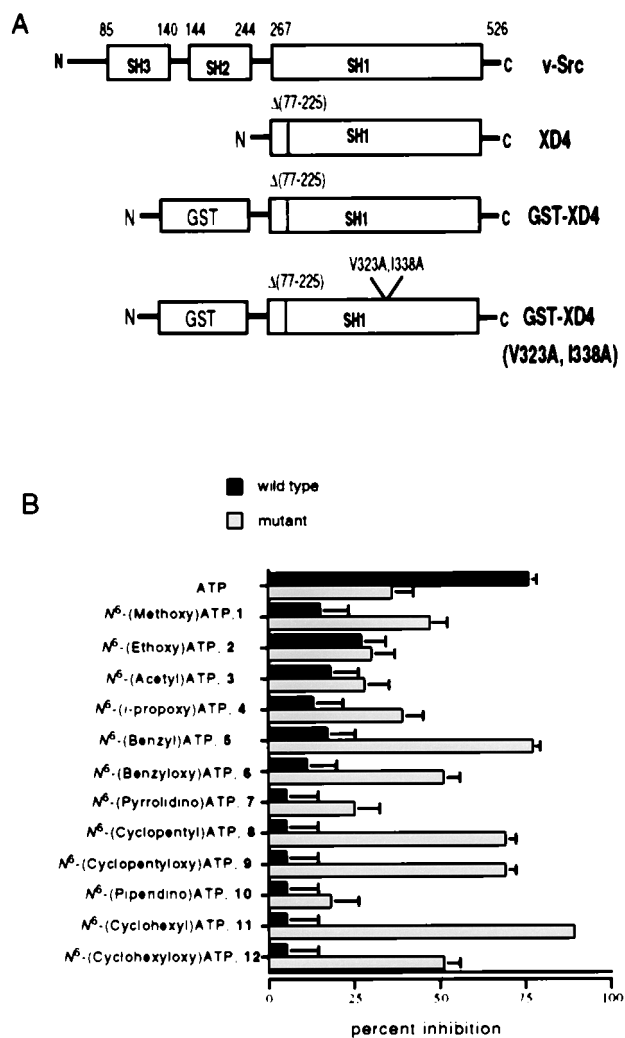 A
85 140 144 244 267 526
N SH3 SH2 SH1 C v-Src
Δ(77-225)
N SH1 C XD4
Δ(77-225)
N GST SH1 C GST-XD4
V323A,I338A
Δ(77-225)
N GST SH1 C GST-XD4
(V323A, I338A)
B
wild type
mutant
ATP
N6-(Methoxy)ATP.1
N6-(Ethoxy)ATP. 2
N6-(Acetyl)ATP. 3
N6-(i-propoxy)ATP. 4
N6-(Benzyl)ATP. 5
N6-(Benzyloxy)ATP. 6
N6-(Pyrrolidino)ATP. 7
N6-(Cyclopentyl)ATP. 8
N6-(Cyclopentyloxy)ATP. 9
N6-(Piperidino)ATP. 10
N6-(Cyclohexyl)ATP. 11
N6-(Cyclohexyloxy)ATP. 12
0 25 50 75 100
percent inhibition